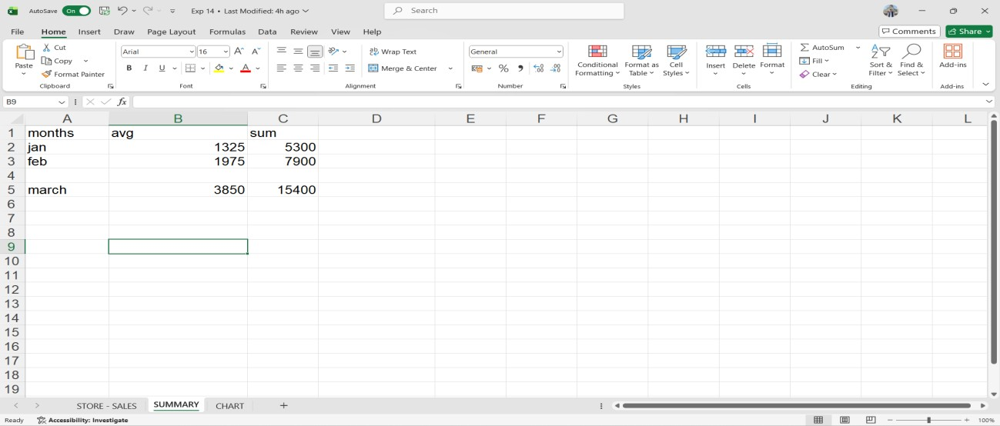 AutoSave On Exp 14 • Last Modified: 4h ago Search
File Home Insert Draw Page Layout Formulas Data Review View Help Comments Share
Paste Cut Copy Format Painter Clipboard
Arial 16 A A B I U A Font
ab Wrap Text Merge & Center Alignment
General % Number
Conditional Formatting Format as Table Cell Styles Styles
Insert Delete Format Cells
AutoSum Fill Clear Sort & Filter Find & Select Editing
Add-ins Add-ins
B9 fx
A B C D E F G H I J K L
1 months avg sum
2 jan 1325 5300
3 feb 1975 7900
4
5 march 3850 15400
6
7
8
9
10
11
12
13
14
15
16
17
18
19
STORE - SALES SUMMARY CHART +
Ready Accessibility: Investigate 100%